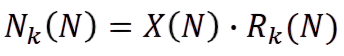 N_k(N) = X(N) · R_k(N)